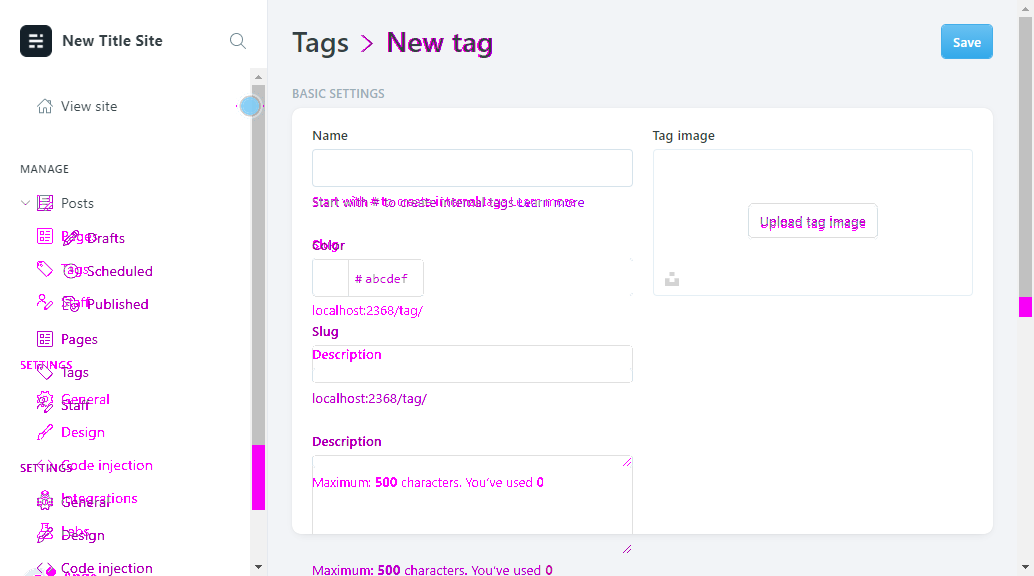 New Title Site
View site
MANAGE
Posts
Pages
Drafts
Tags
Scheduled
Staff
Published
Pages
SETTINGS
Tags
General
Staff
Design
SETTINGS
Code injection
Integrations
General
Labs
Design
Code injection
Tags > New tag
Save
BASIC SETTINGS
Name
Start with # to create internal tags Learn more
Slug
Color
# abcdef
localhost:2368/tag/
Slug
Description
localhost:2368/tag/
Description
Maximum: 500 characters. You've used 0
Maximum: 500 characters. You've used 0
Tag image
Upload tag image